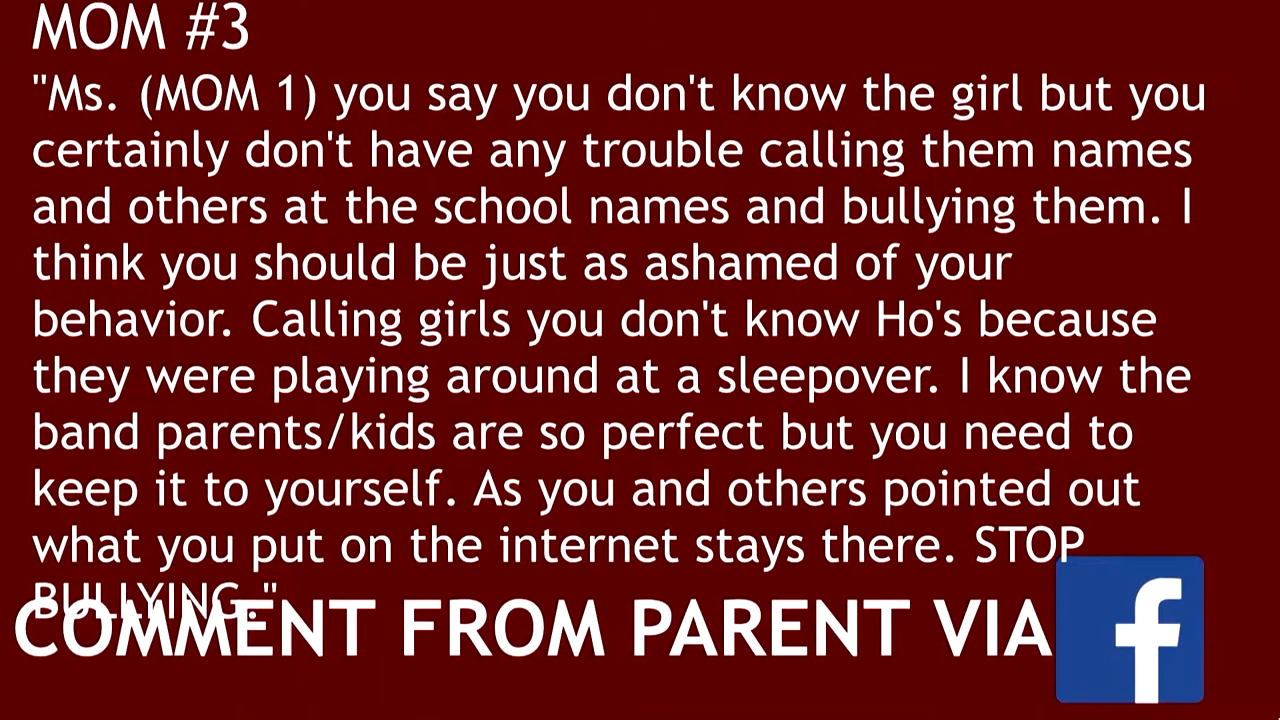 MOM #3
"Ms. (MOM 1) you say you don't know the girl but you
certainly don't have any trouble calling them names
and others at the school names and bullying them. I
think you should be just as ashamed of your
behavior. Calling girls you don't know Ho's because
they were playing around at a sleepover. I know the
band parents/kids are so perfect but you need to
keep it to yourself. As you and others pointed out
what you put on the internet stays there. STOP
BULLYING."
COMMENT FROM PARENT VIA f